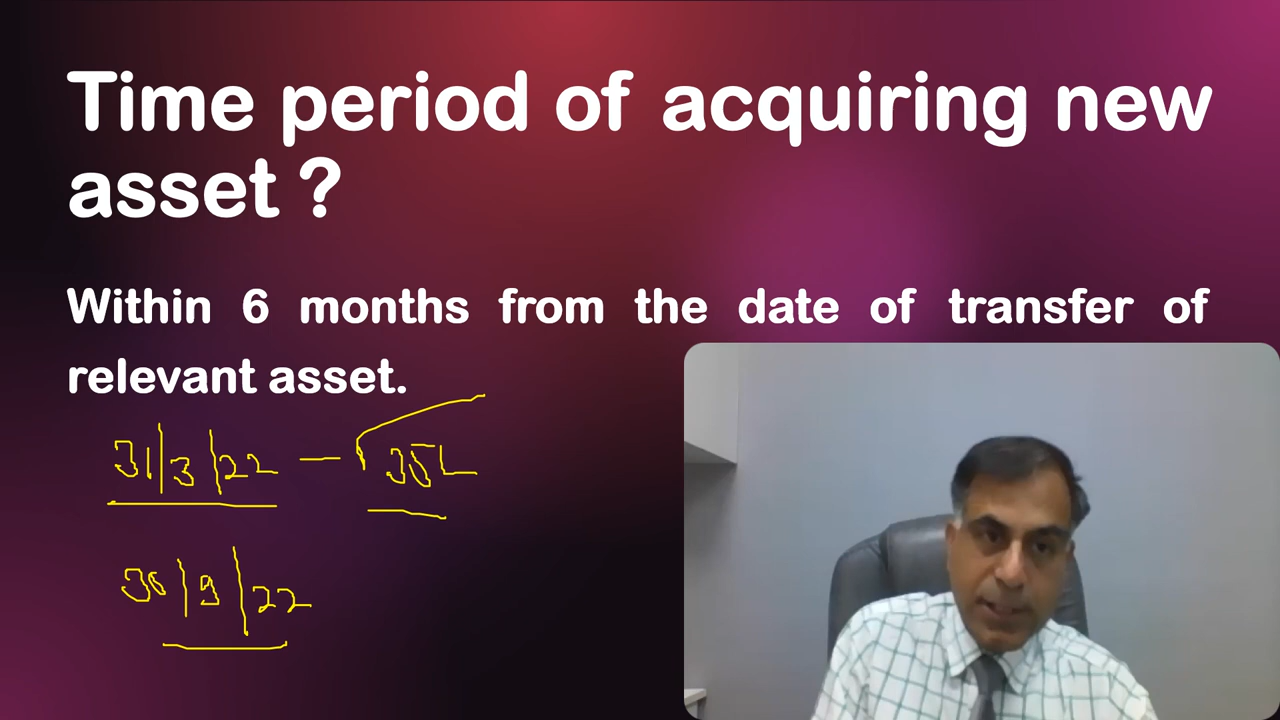 Time period of acquiring new
asset ?
Within 6 months from the date of transfer of
relevant asset.
31|3|22 — 35L
30|9|22